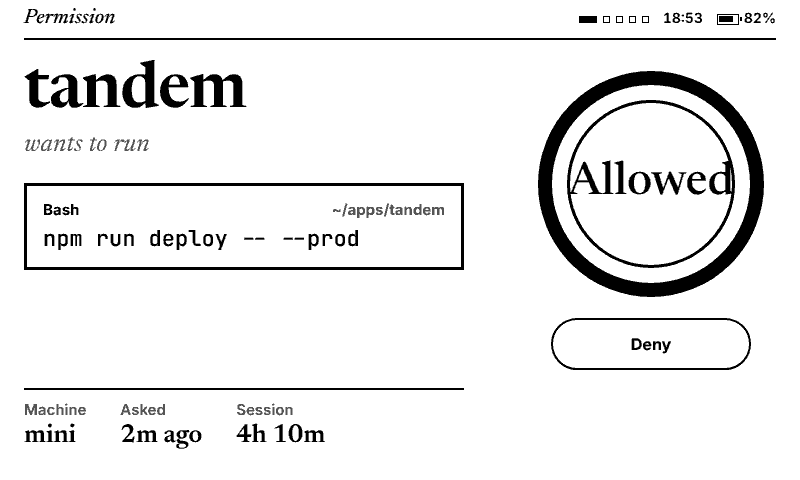 Permission
18:53 82%
tandem
wants to run
Bash ~/apps/tandem
npm run deploy -- --prod
Allowed
Deny
Machine Asked Session
mini 2m ago 4h 10m